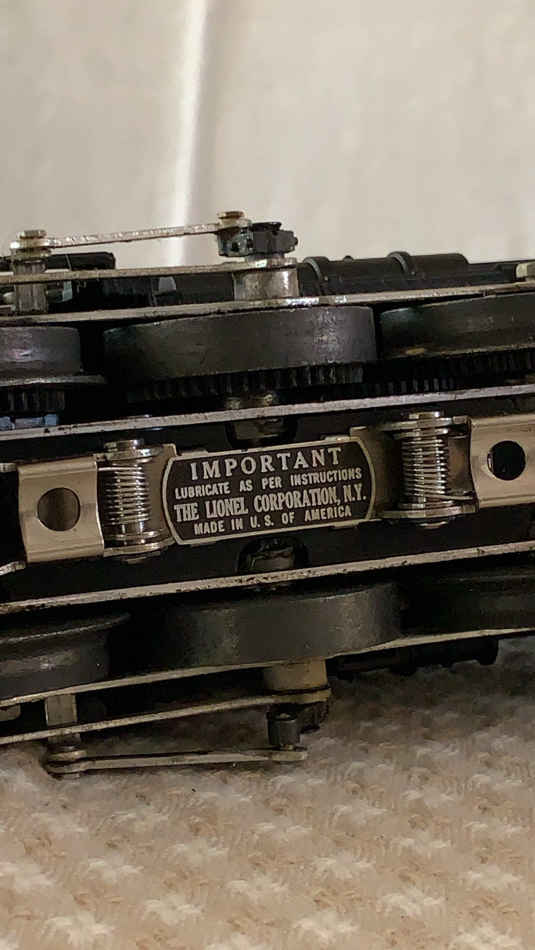 IMPORTANT
LUBRICATE AS PER INSTRUCTIONS
THE LIONEL CORPORATION, N.Y.
MADE IN U. S. OF AMERICA